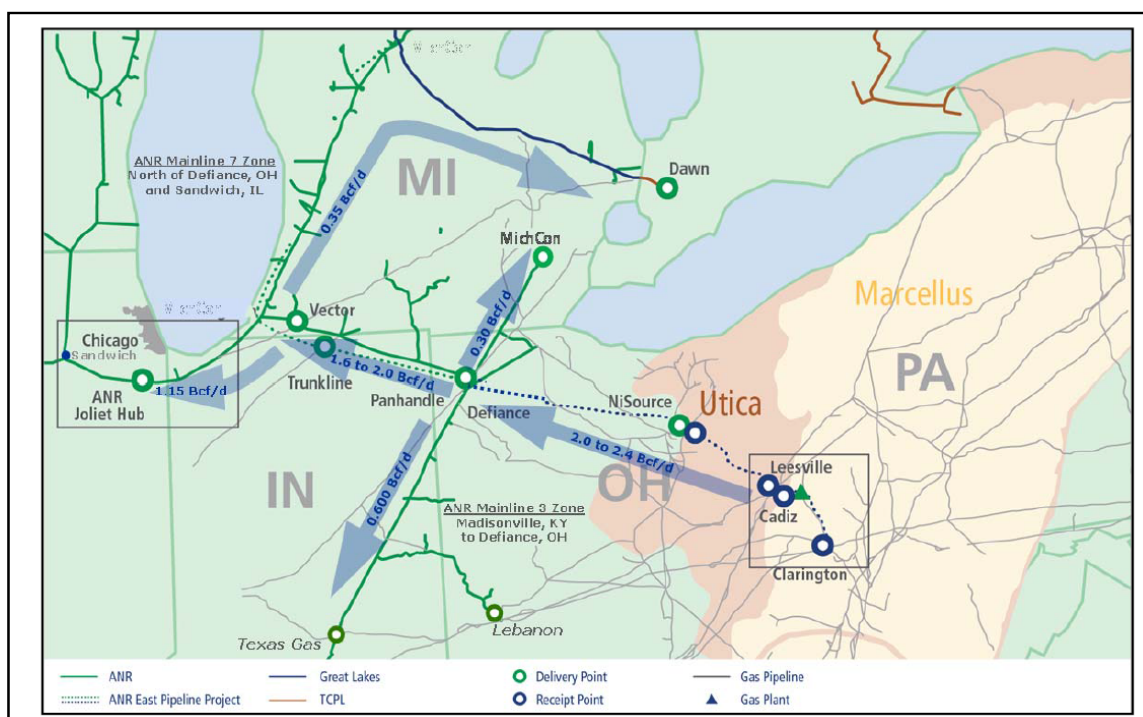 ANR Mainline 7 Zone
North of Defiance, OH
and Sandwich, IL
MI
0.35 Bcf/d
Dawn
MichCon
Marcellus
Vector
Chicago
Sandwich
0.30 Bcf/d
PA
1.6 to 2.0 Bcf/d
Trunkline
1.15 Bcf/d
ANR
Joliet Hub
Panhandle
Defiance
NiSource
Utica
2.0 to 2.4 Bcf/d
Leesville
IN
OH
0.600 Bcf/d
Cadiz
ANR Mainline 3 Zone
Madisonville, KY
to Defiance, OH
Clarington
Lebanon
Texas Gas
ANR
Great Lakes
Delivery Point
Gas Pipeline
ANR East Pipeline Project
TCPL
Receipt Point
Gas Plant